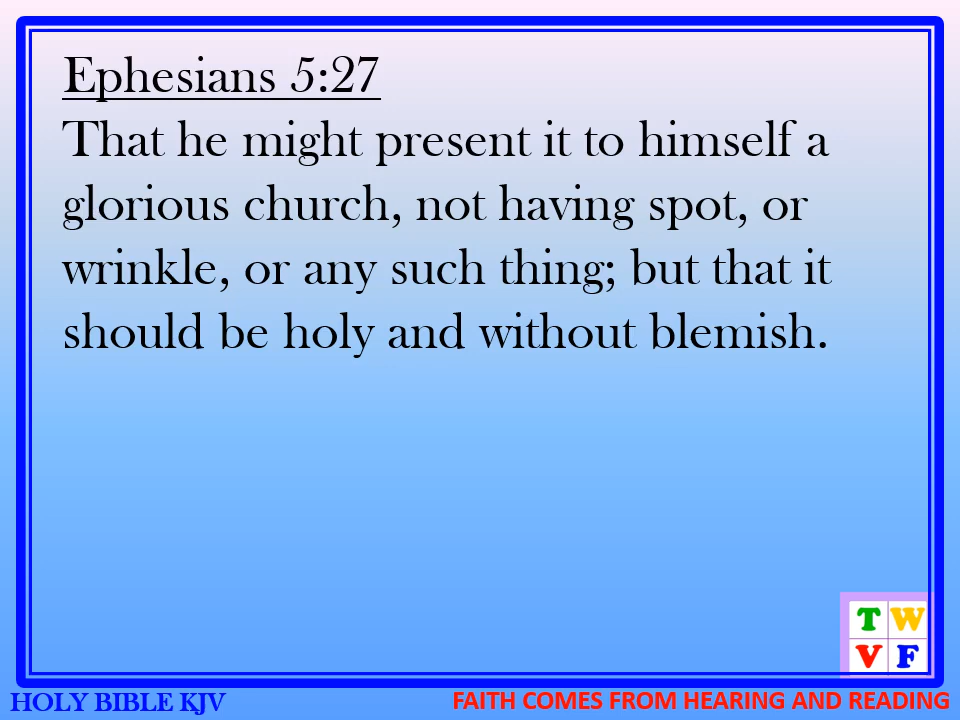 Ephesians 5:27
That he might present it to himself a
glorious church, not having spot, or
wrinkle, or any such thing; but that it
should be holy and without blemish.
T W
V F
HOLY BIBLE KJV
FAITH COMES FROM HEARING AND READING